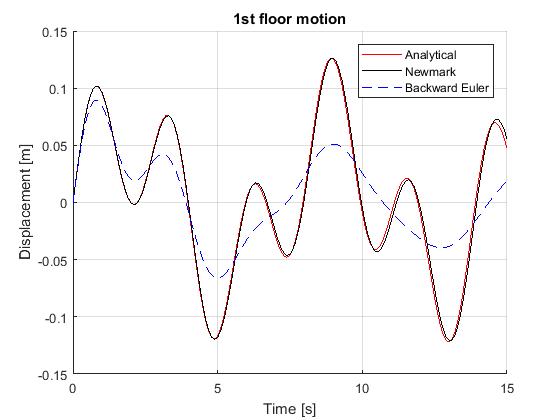 1st floor motion
0.15
0.1
0.05
0
-0.05
-0.1
-0.15
Displacement [m]
Analytical
Newmark
Backward Euler
0 5 10 15
Time [s]